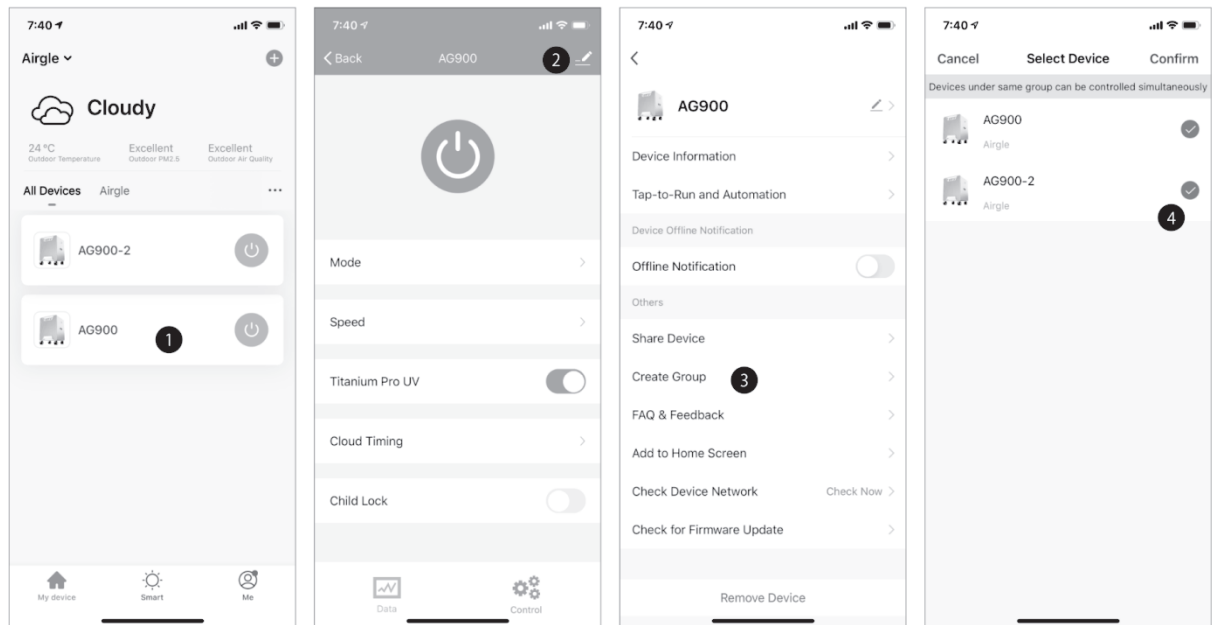 7:40
Airgle
Cloudy
24 °C
Outdoor Temperature
Excellent
Outdoor PM2.5
Excellent
Outdoor Air Quality
All Devices
Airgle
AG900-2
AG900
1
My device
Smart
Me
7:40
Back
AG900
2
Mode
Speed
Titanium Pro UV
Cloud Timing
Child Lock
Data
Control
7:40
AG900
Device Information
Tap-to-Run and Automation
Device Offline Notification
Offline Notification
Others
Share Device
Create Group
3
FAQ & Feedback
Add to Home Screen
Check Device Network
Check Now
Check for Firmware Update
Remove Device
7:40
Cancel
Select Device
Confirm
Devices under same group can be controlled simultaneously
AG900
Airgle
AG900-2
Airgle
4